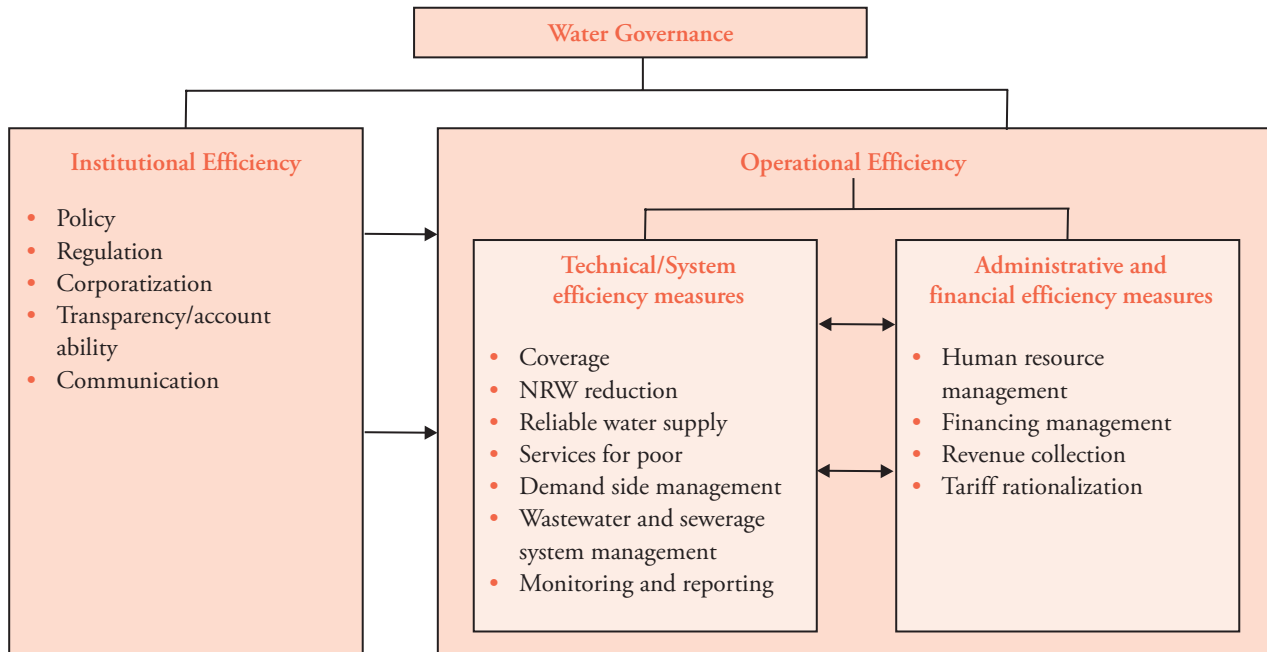 Water Governance
Institutional Efficiency
• Policy
• Regulation
• Corporatization
• Transparency/account
ability
• Communication
Operational Efficiency
Technical/System
efficiency measures
• Coverage
• NRW reduction
• Reliable water supply
• Services for poor
• Demand side management
• Wastewater and sewerage
system management
• Monitoring and reporting
Administrative and
financial efficiency measures
• Human resource
management
• Financing management
• Revenue collection
• Tariff rationalization